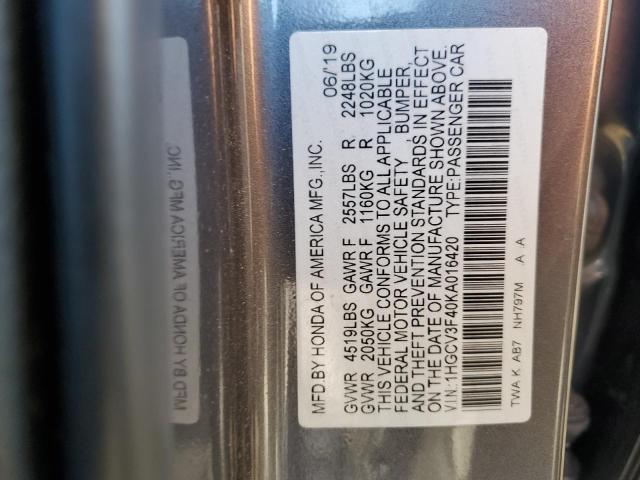 MFD.BY HONDA OF AMERICA MFG.,INC. 06/19
GVWR 4519LBS GAWR F 2557LBS R 2248LBS
GVWR 2050KG GAWR F 1160KG R 1020KG
THIS VEHICLE CONFORMS TO ALL APPLICABLE
FEDERAL MOTOR VEHICLE SAFETY , BUMPER,
AND THEFT PREVENTION STANDARDS IN EFFECT
ON THE DATE OF MANUFACTURE SHOWN ABOVE.
VIN:1HGCV3F40KA016420 TYPE:PASSENGER CAR
TWA K AB7 NH797M .A .A
MFD.BY HONDA OF AMERICA MFG.,INC.